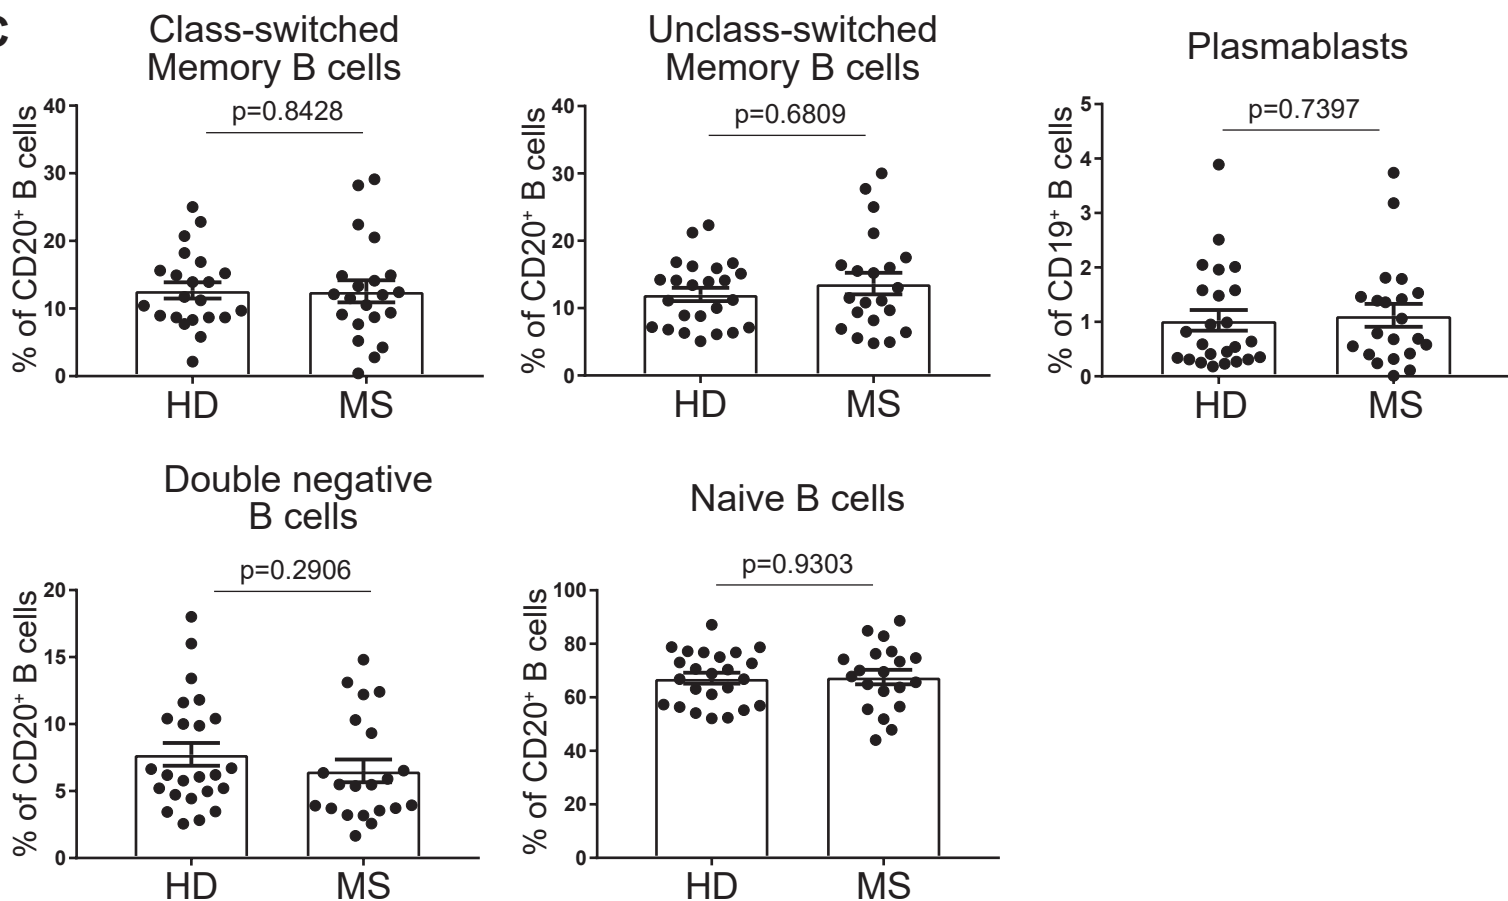 C
Class-switched
Memory B cells
p=0.8428
% of CD20⁺ B cells
40
30
20
10
0
HD MS
Unclass-switched
Memory B cells
p=0.6809
% of CD20⁺ B cells
40
30
20
10
0
HD MS
Plasmablasts
p=0.7397
% of CD19⁺ B cells
5
4
3
2
1
0
HD MS
Double negative
B cells
p=0.2906
% of CD20⁺ B cells
20
15
10
5
0
HD MS
Naive B cells
p=0.9303
% of CD20⁺ B cells
100
80
60
40
20
0
HD MS